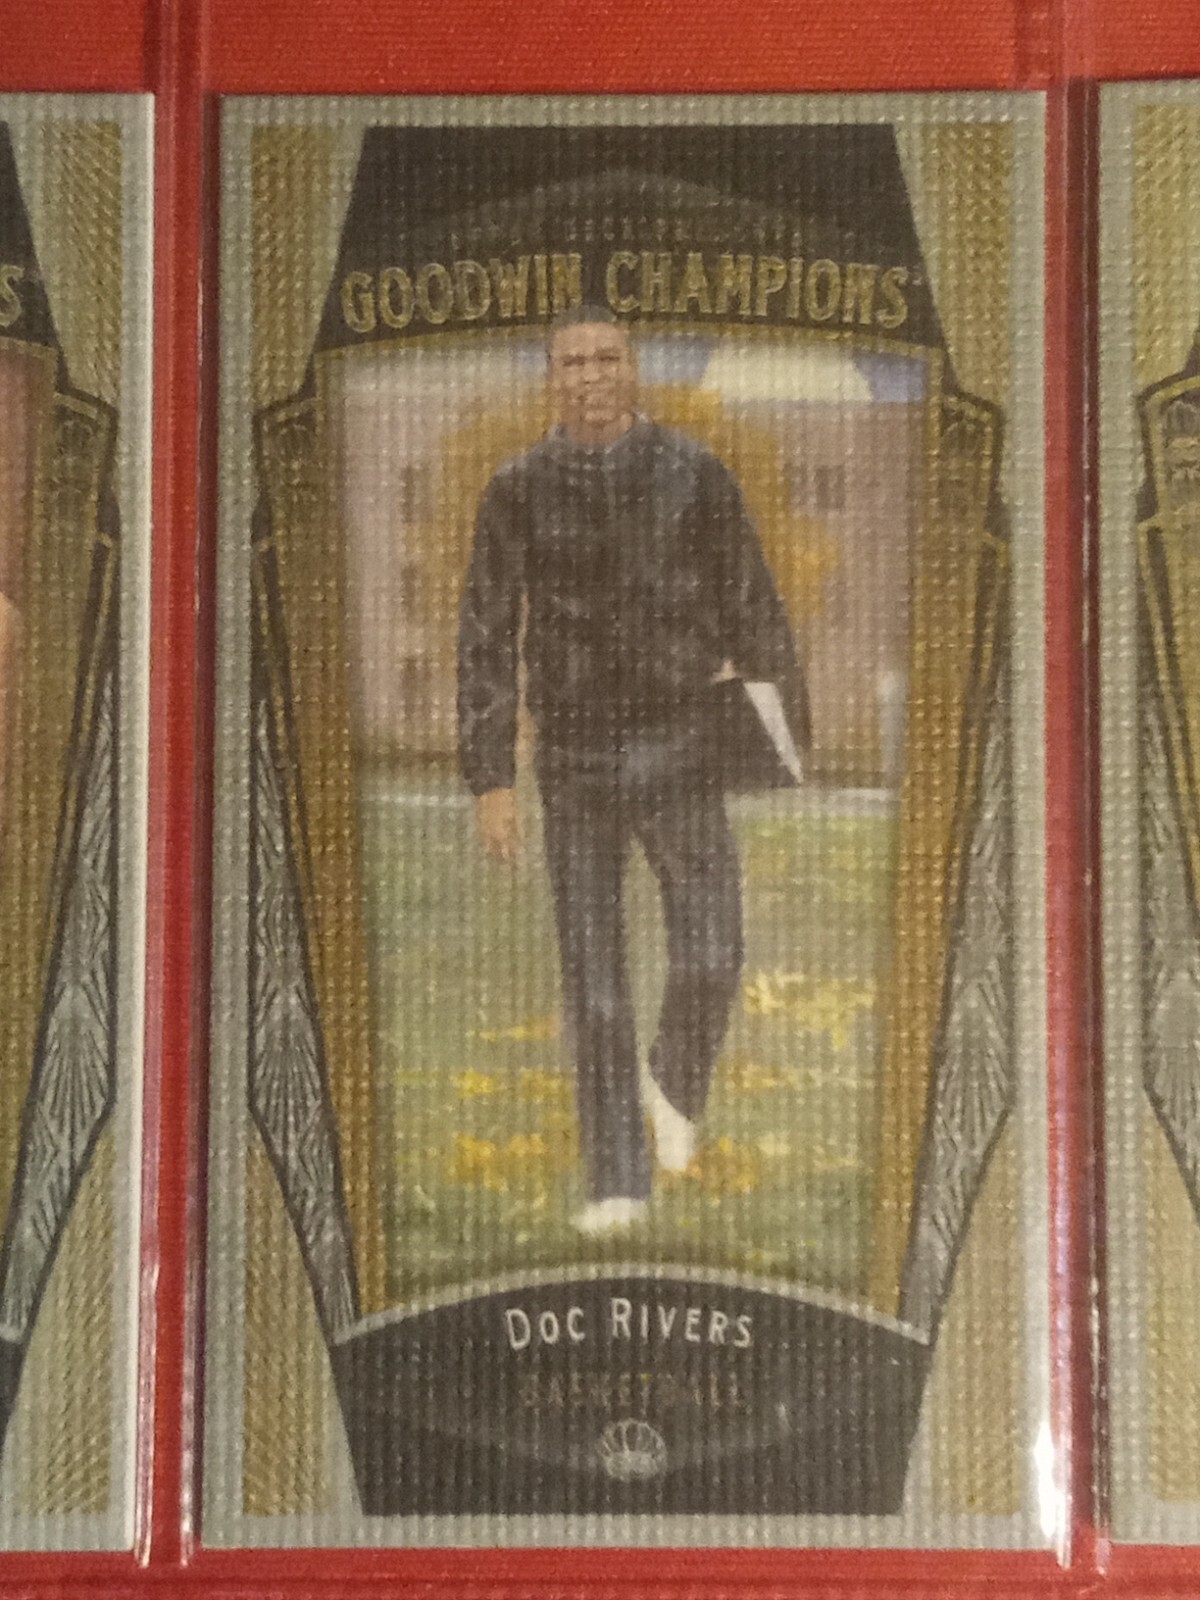 GOODWIN CHAMPIONS
S
DOC RIVERS
BASKETBALL